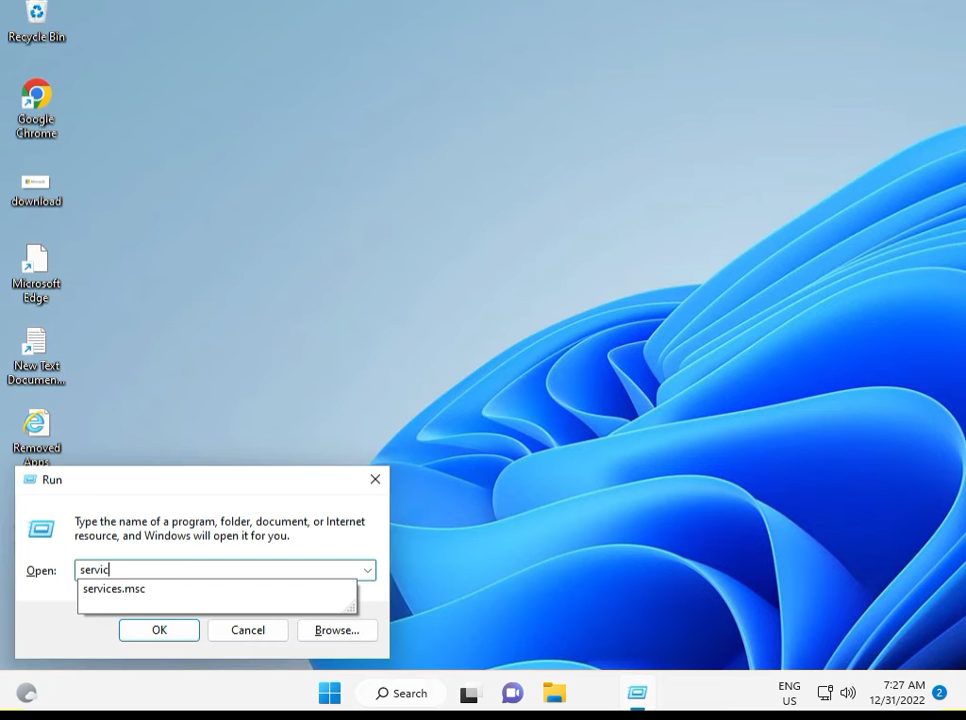 Recycle Bin
Google
Chrome
download
Microsoft
Edge
New Text
Documen...
Removed
Apps
Run
Type the name of a program, folder, document, or Internet
resource, and Windows will open it for you.
Open:
servic
services.msc
OK
Cancel
Browse...
Search
ENG
US
7:27 AM
12/31/2022
2